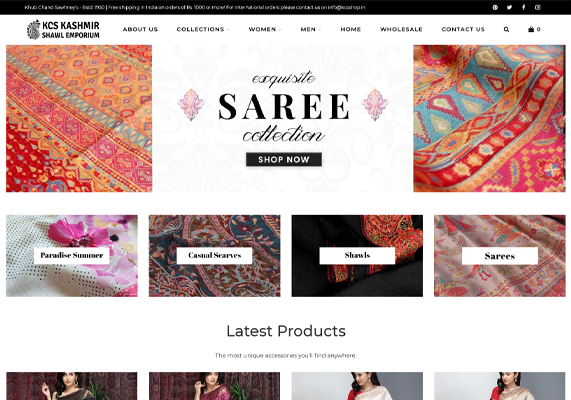 Khub Chand Sawhney's - Estd 1950 | Free shipping in India on orders of Rs. 1000 or more! For international orders please contact us on info@kcsshop.in
KCS KASHMIR
SHAWL EMPORIUM
ABOUT US COLLECTIONS WOMEN MEN HOME WHOLESALE CONTACT US 0
exquisite
SAREE
collection
SHOP NOW
Paradise Summer Casual Scarves Shawls Sarees
Latest Products
The most unique accessories you'll find anywhere.